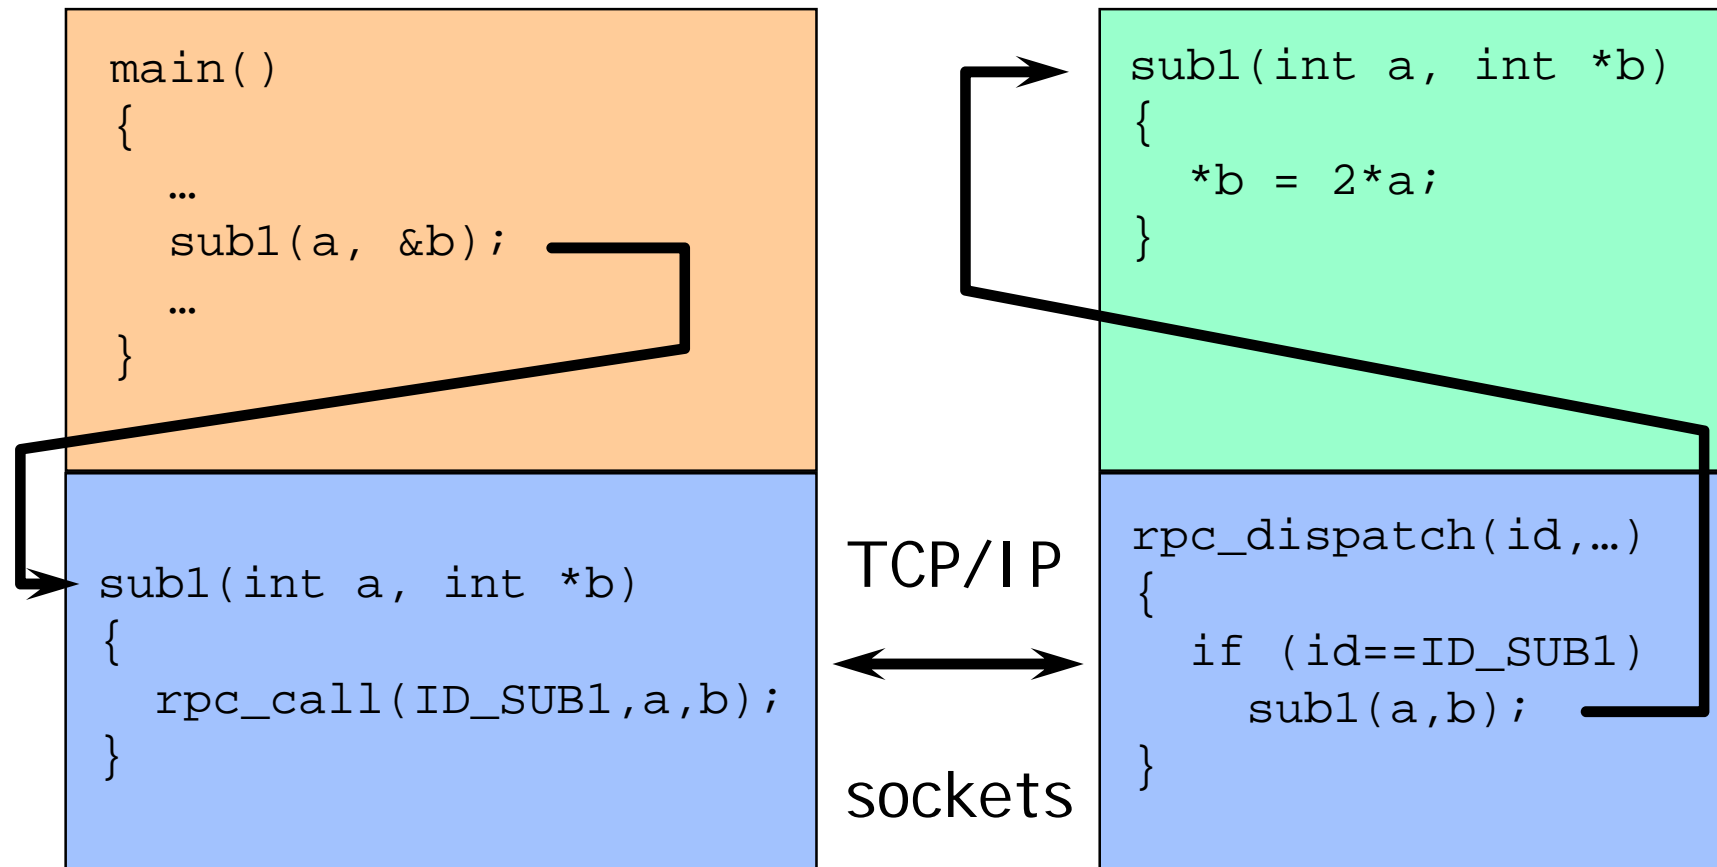 main()
{
…
sub1(a, &b);
…
}
sub1(int a, int *b)
{
rpc_call(ID_SUB1,a,b);
}
TCP/IP
sockets
sub1(int a, int *b)
{
*b = 2*a;
}
rpc_dispatch(id,…)
{
if (id==ID_SUB1)
sub1(a,b);
}